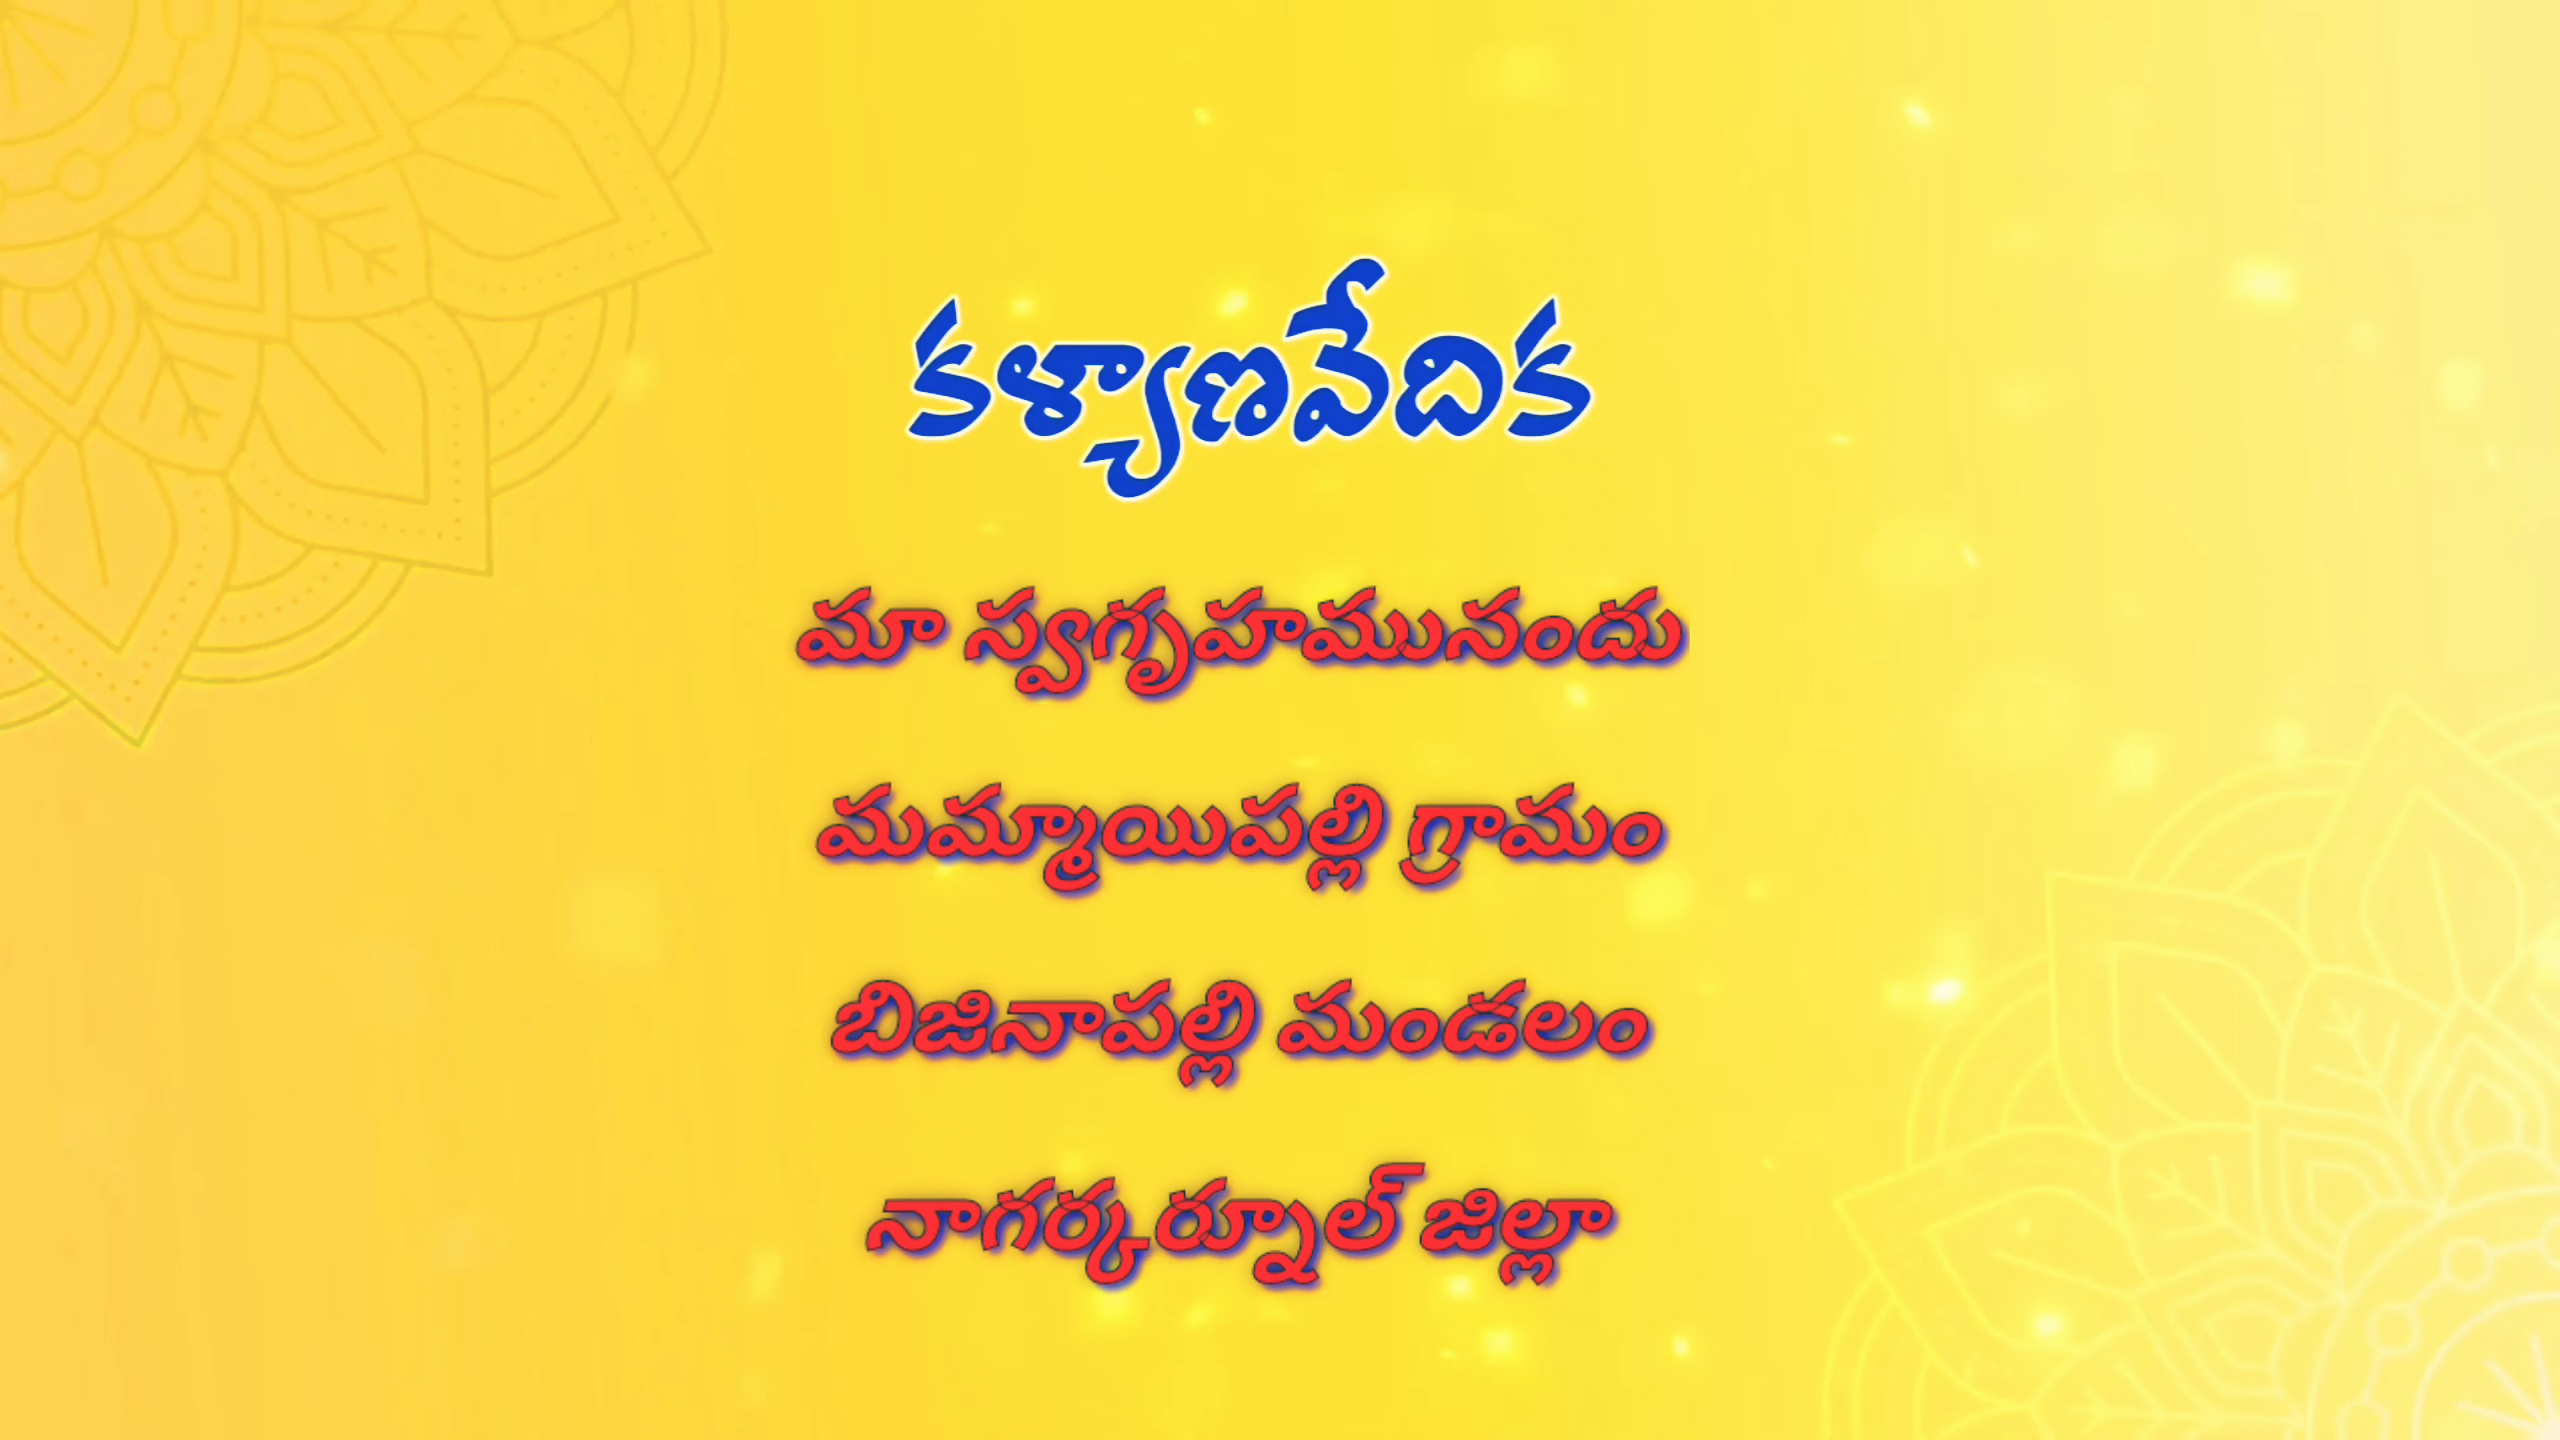 కళ్యాణవేదిక
మా స్వగృహమునందు
మమ్మాయిపల్లి గ్రామం
బిజినాపల్లి మండలం
నాగర్కర్నూల్ జిల్లా